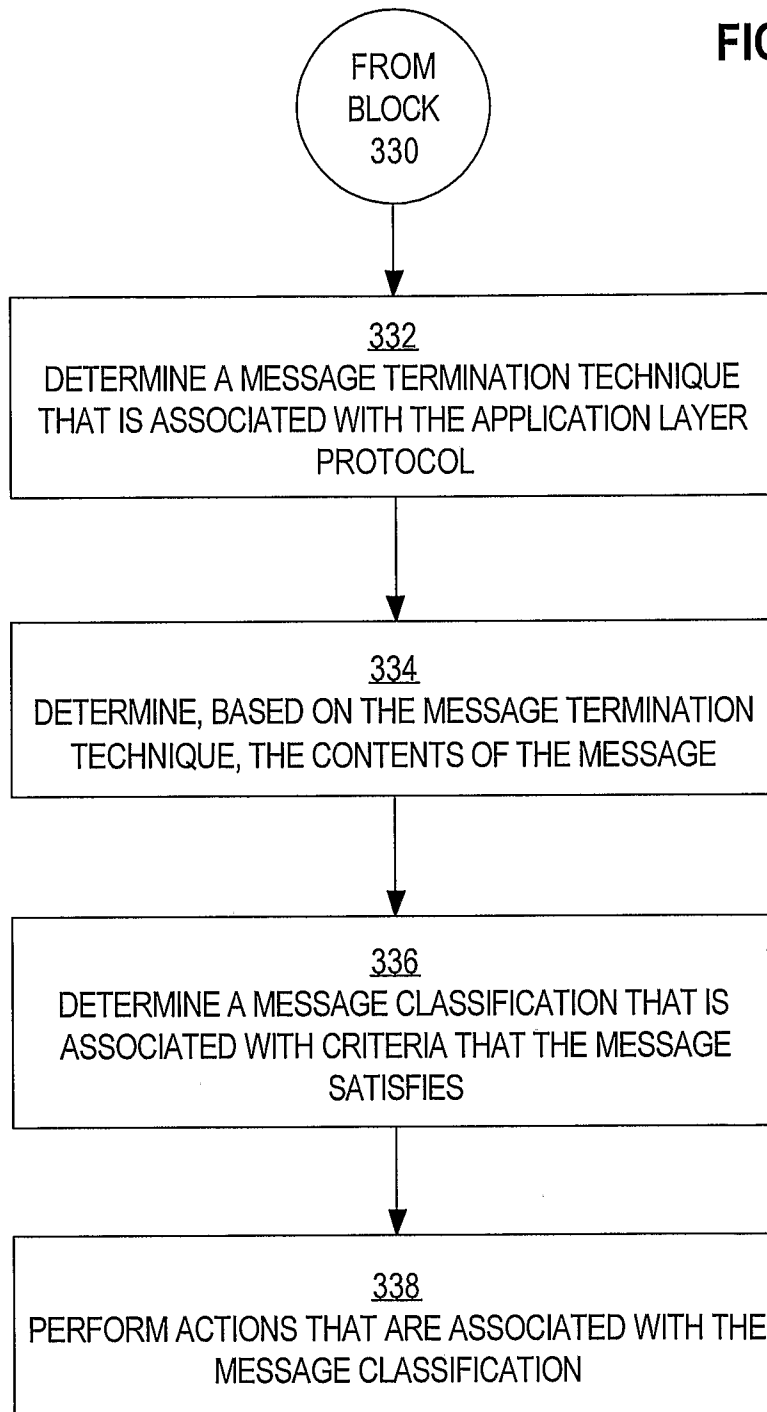 FIG
FROM
BLOCK
330
332
DETERMINE A MESSAGE TERMINATION TECHNIQUE
THAT IS ASSOCIATED WITH THE APPLICATION LAYER
PROTOCOL
334
DETERMINE, BASED ON THE MESSAGE TERMINATION
TECHNIQUE, THE CONTENTS OF THE MESSAGE
336
DETERMINE A MESSAGE CLASSIFICATION THAT IS
ASSOCIATED WITH CRITERIA THAT THE MESSAGE
SATISFIES
338
PERFORM ACTIONS THAT ARE ASSOCIATED WITH THE
MESSAGE CLASSIFICATION